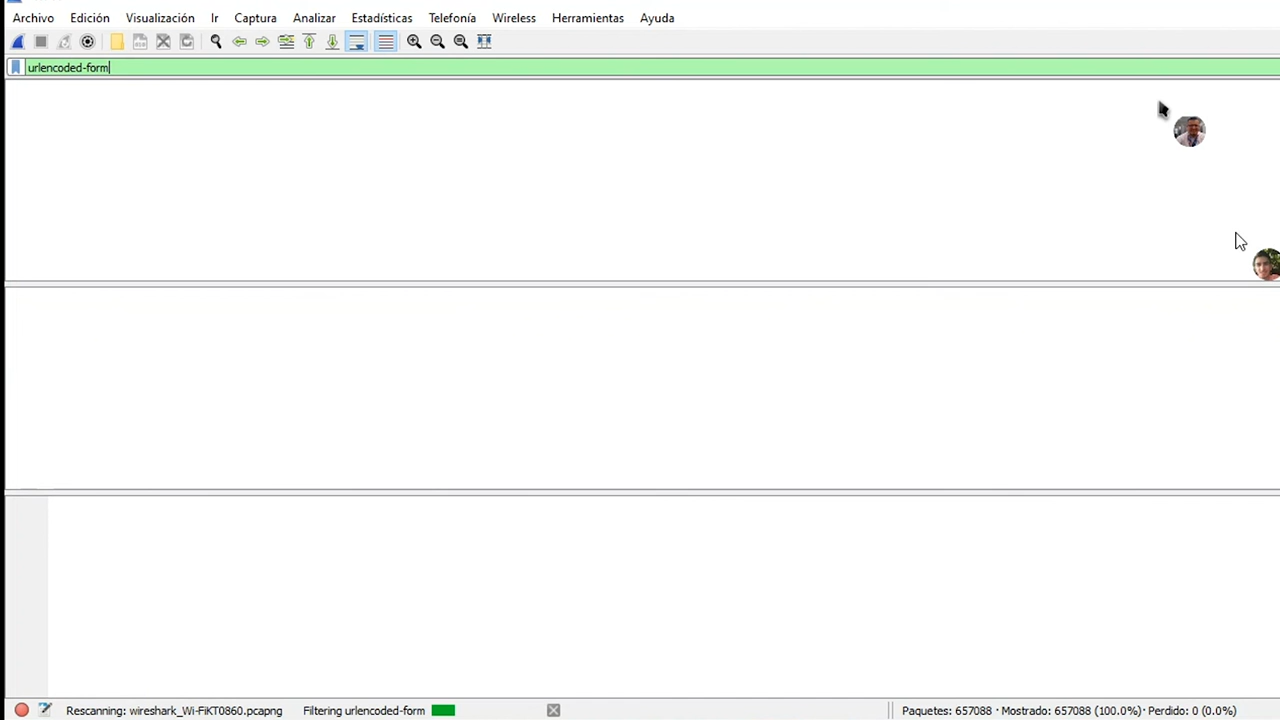 Archivo Edición Visualización Ir Captura Analizar Estadísticas Telefonía Wireless Herramientas Ayuda
urlencoded-form
Rescanning: wireshark_Wi-FiKT0860.pcapng Filtering urlencoded-form Paquetes: 657088 · Mostrado: 657088 (100.0%) · Perdido: 0 (0.0%)